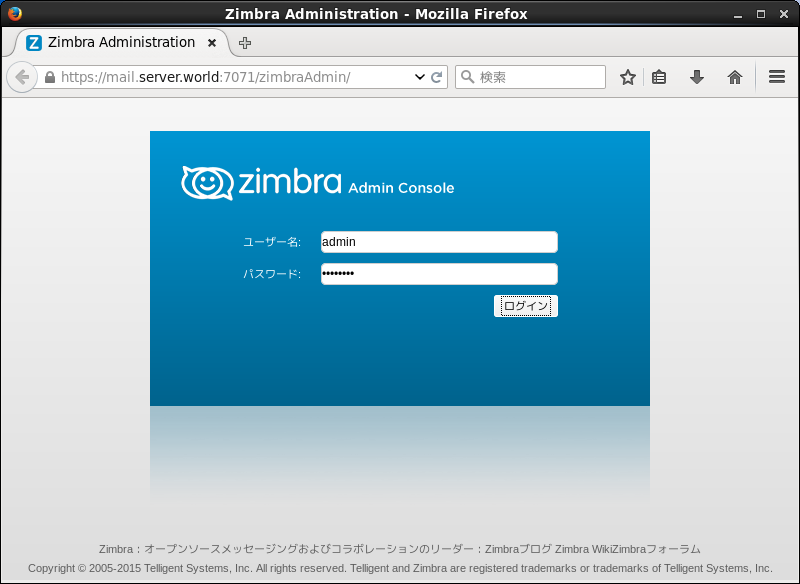 Zimbra Administration - Mozilla Firefox
Zimbra Administration
https://mail.server.world:7071/zimbraAdmin/
検索
zimbra Admin Console
ユーザー名:
admin
パスワード:
••••••••
ログイン
Zimbra：オープンソースメッセージングおよびコラボレーションのリーダー：Zimbraブログ Zimbra WikiZimbraフォーラム
Copyright © 2005-2015 Telligent Systems, Inc. All rights reserved. Telligent and Zimbra are registered trademarks or trademarks of Telligent Systems, Inc.